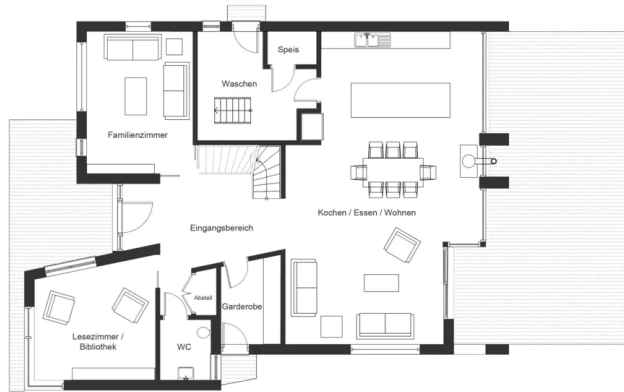 Speis
Waschen
Familienzimmer
Kochen / Essen / Wohnen
Eingangsbereich
Abstell
Garderobe
Lesezimmer /
Bibliothek
WC